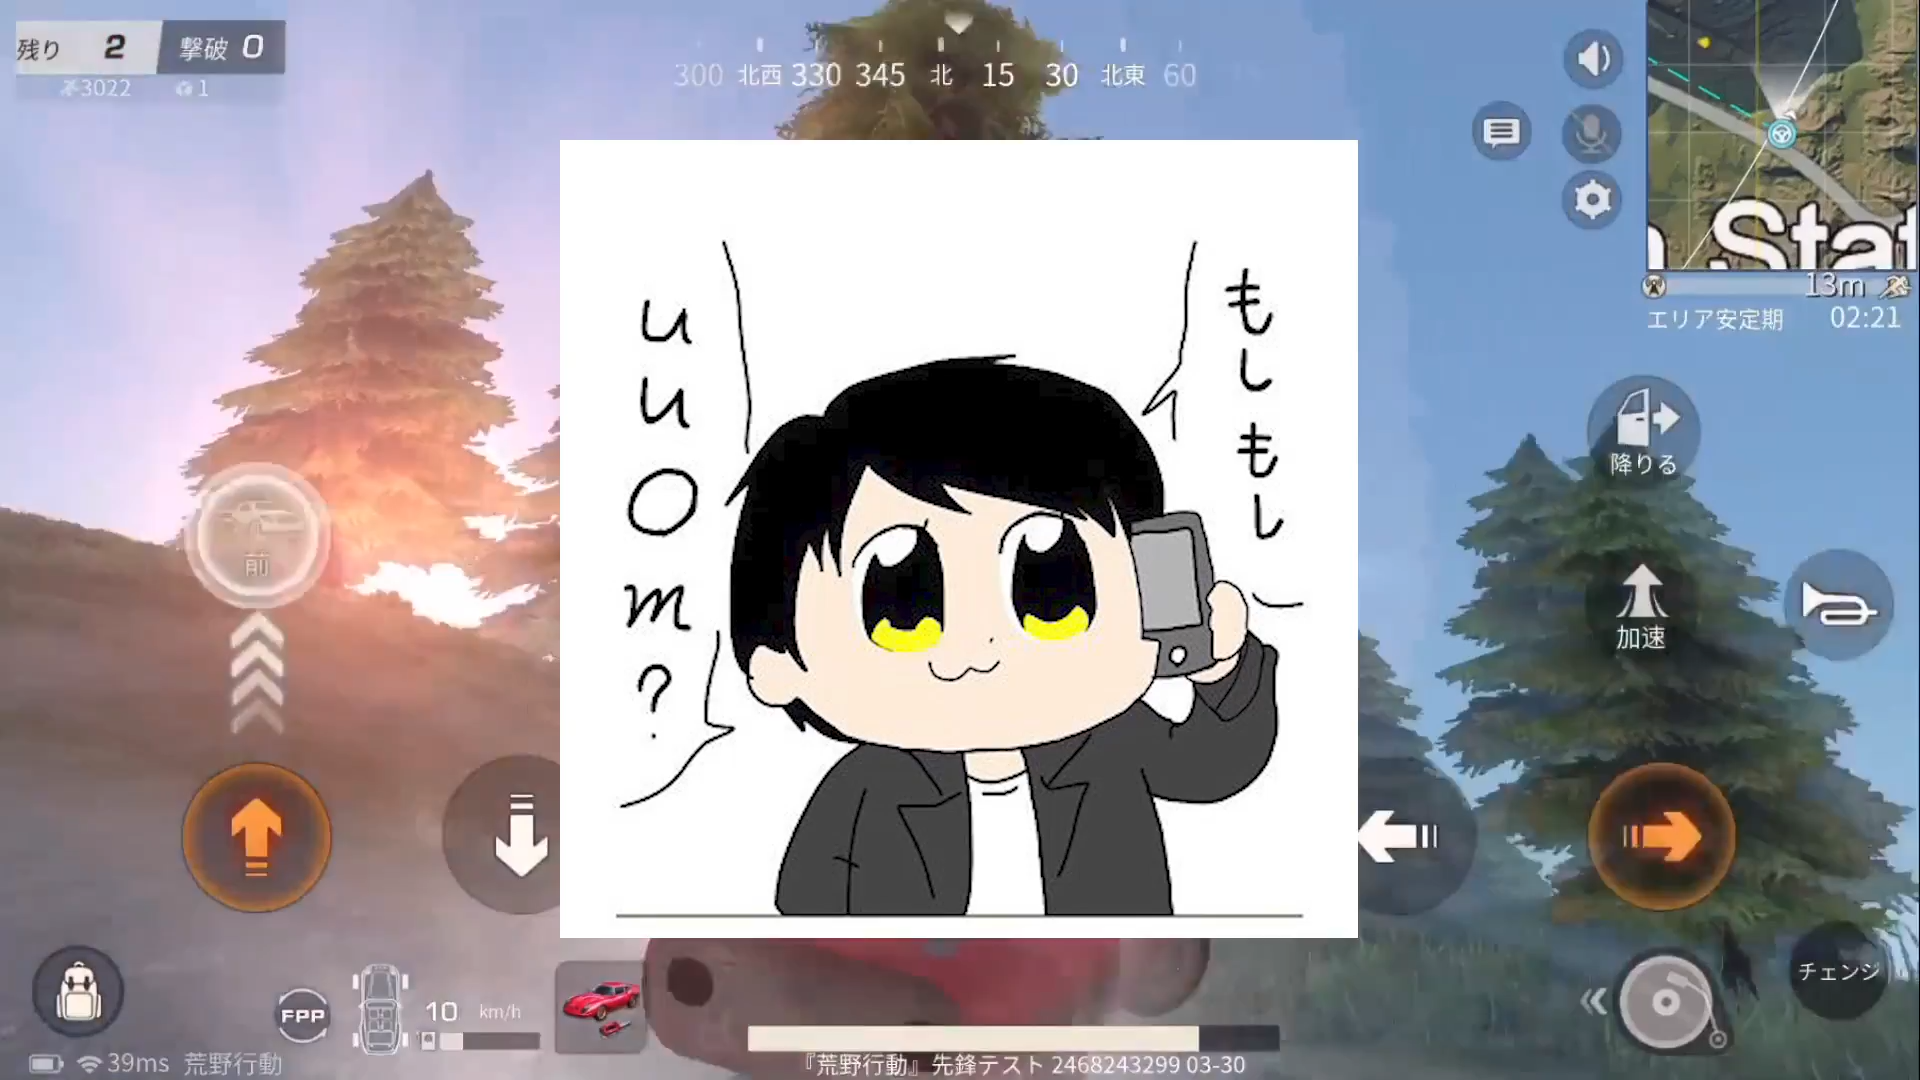 残り 2 撃破 0
3022 1
300 北西 330 345 北 15 30 北東 60
n Stat
13m
エリア安定期 02:21
もしもし
uuOm?
降りる
前
加速
チェンジ
FPP
10 km/h
39ms 荒野行動
『荒野行動』先鋒テスト 2468243299 03-30